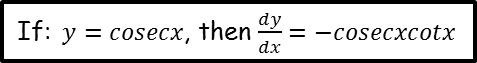 If: y = cosecx, then dy/dx = −cosecxcotx